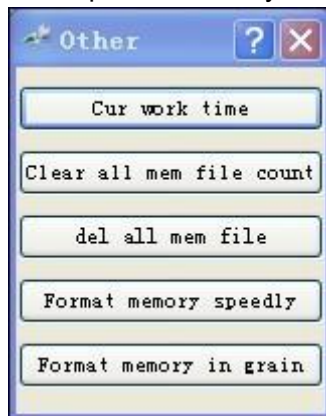 Other
Cur work time
Clear all mem file count
del all mem file
Format memory speedly
Format memory in grain